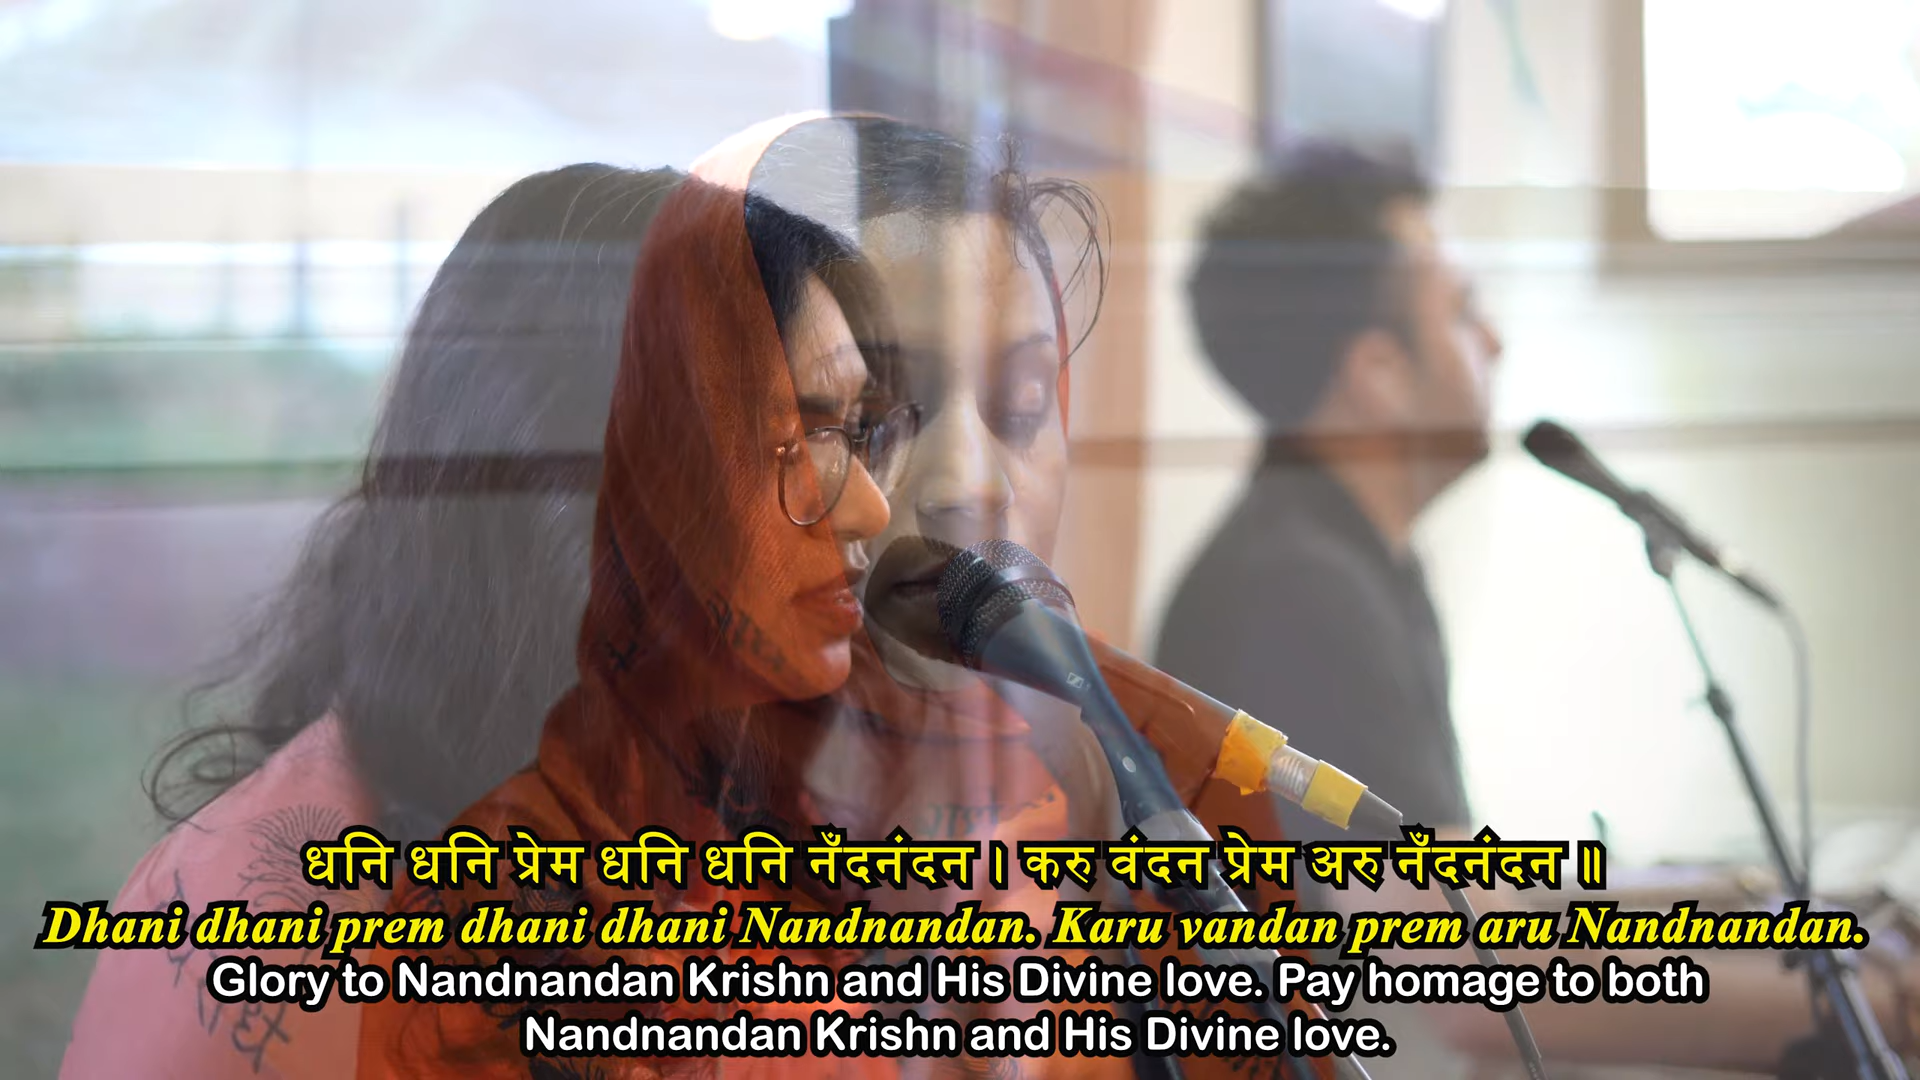 धनि धनि प्रेम धनि धनि नँदनंदन । करु वंदन प्रेम अरु नँदनंदन ॥
Dhani dhani prem dhani dhani Nandnandan. Karu vandan prem aru Nandnandan.
Glory to Nandnandan Krishn and His Divine love. Pay homage to both
Nandnandan Krishn and His Divine love.